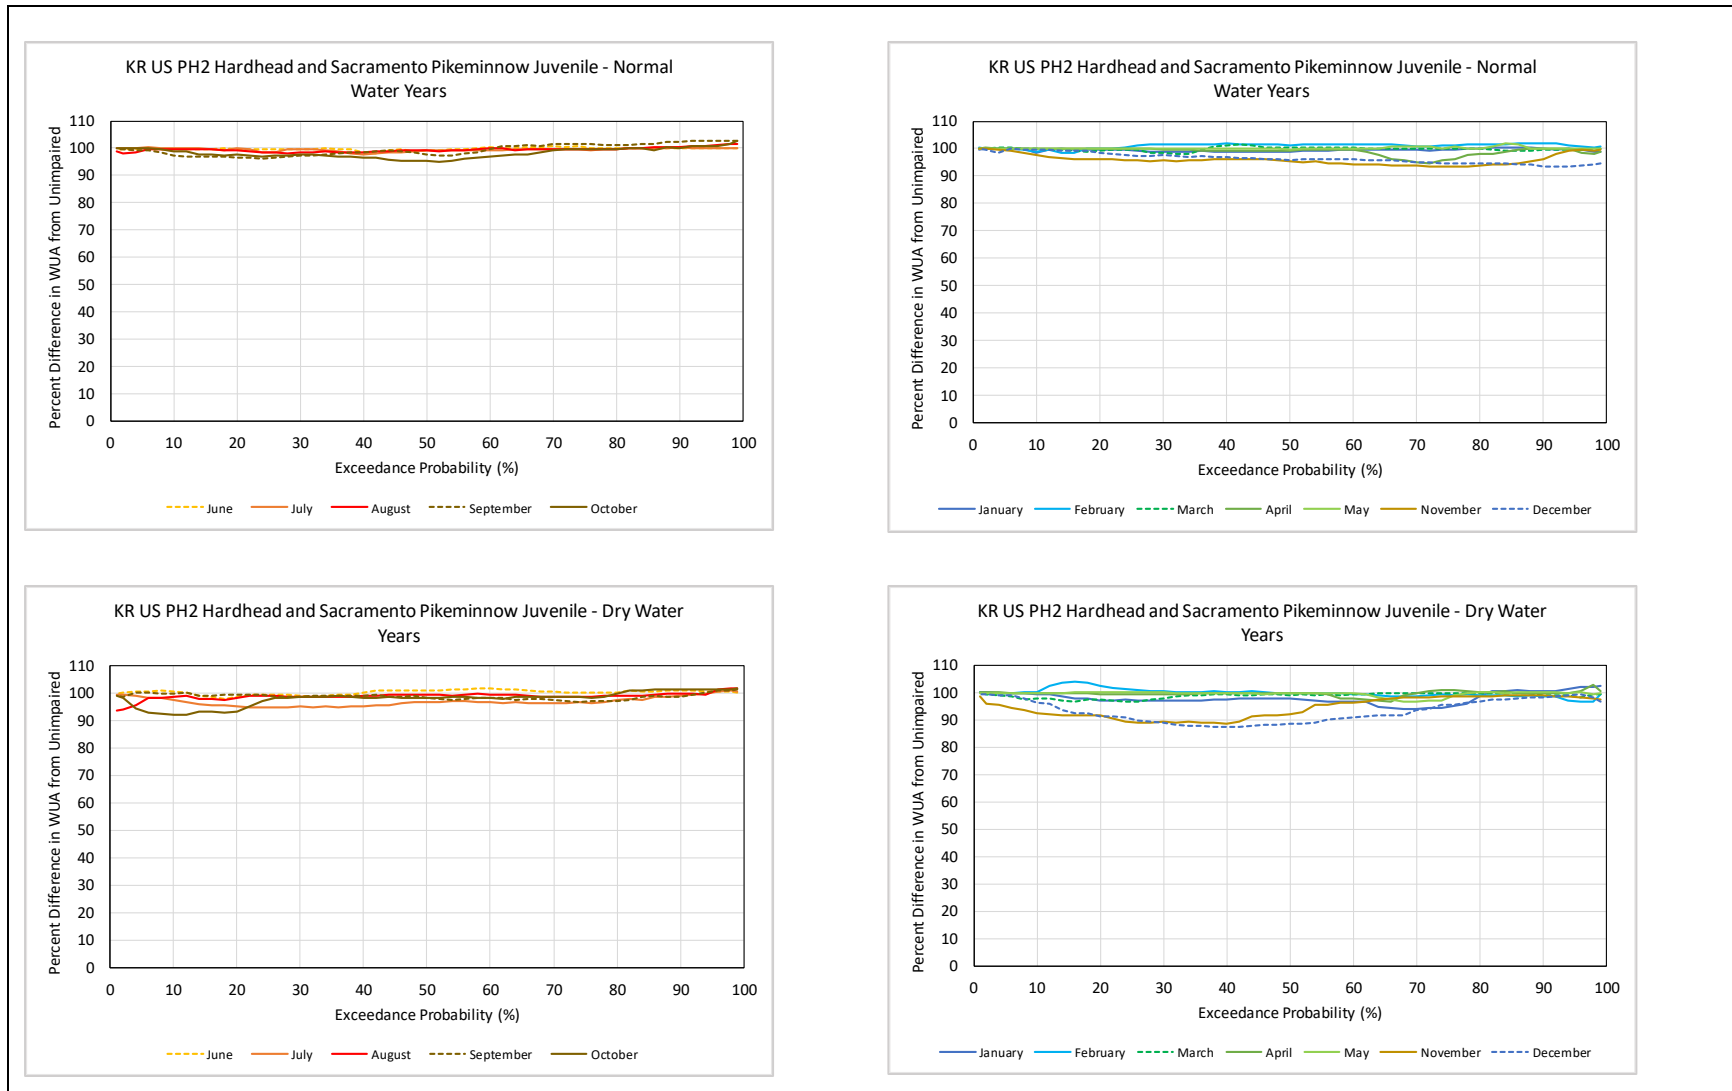 KR US PH2 Hardhead and Sacramento Pikeminnow Juvenile - Normal
Water Years
Percent Difference in WUA from Unimpaired
110
100
90
80
70
60
50
40
30
20
10
0
0 10 20 30 40 50 60 70 80 90 100
Exceedance Probability (%)
June July August September October
KR US PH2 Hardhead and Sacramento Pikeminnow Juvenile - Normal
Water Years
Percent Difference in WUA from Unimpaired
110
100
90
80
70
60
50
40
30
20
10
0
0 10 20 30 40 50 60 70 80 90 100
Exceedance Probability (%)
January February March April May November December
KR US PH2 Hardhead and Sacramento Pikeminnow Juvenile - Dry Water
Years
Percent Difference in WUA from Unimpaired
110
100
90
80
70
60
50
40
30
20
10
0
0 10 20 30 40 50 60 70 80 90 100
Exceedance Probability (%)
June July August September October
KR US PH2 Hardhead and Sacramento Pikeminnow Juvenile - Dry Water
Years
Percent Difference in WUA from Unimpaired
110
100
90
80
70
60
50
40
30
20
10
0
0 10 20 30 40 50 60 70 80 90 100
Exceedance Probability (%)
January February March April May November December